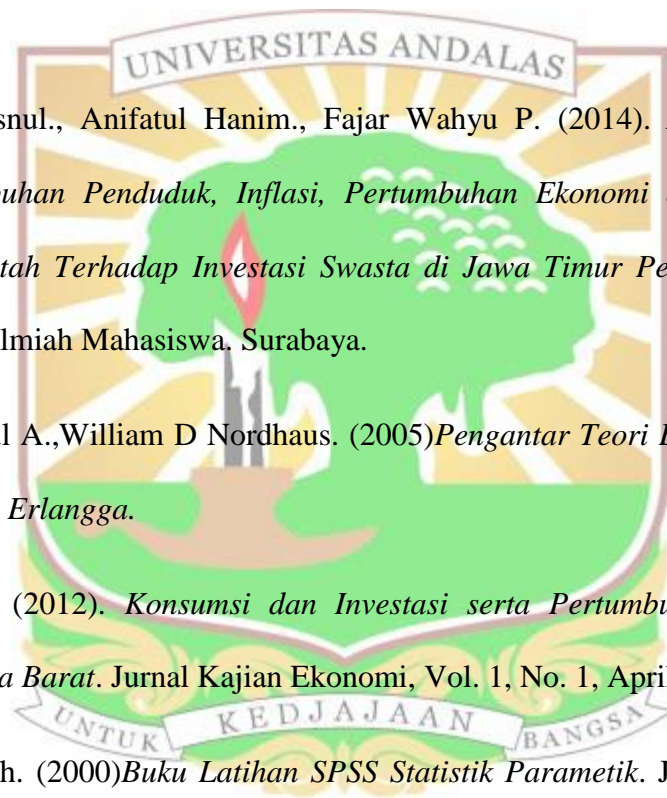 UNIVERSITAS ANDALAS
snul., Anifatul Hanim., Fajar Wahyu P. (2014).
buhan Penduduk, Inflasi, Pertumbuhan Ekonomi
tah Terhadap Investasi Swasta di Jawa Timur Pe
lmiah Mahasiswa. Surabaya.
l A.,William D Nordhaus. (2005)Pengantar Teori
Erlangga.
(2012). Konsumsi dan Investasi serta Pertumbu
a Barat. Jurnal Kajian Ekonomi, Vol. 1, No. 1, April
UNTUK KEDJAJAAN BANGSA
h. (2000)Buku Latihan SPSS Statistik Parametik. J